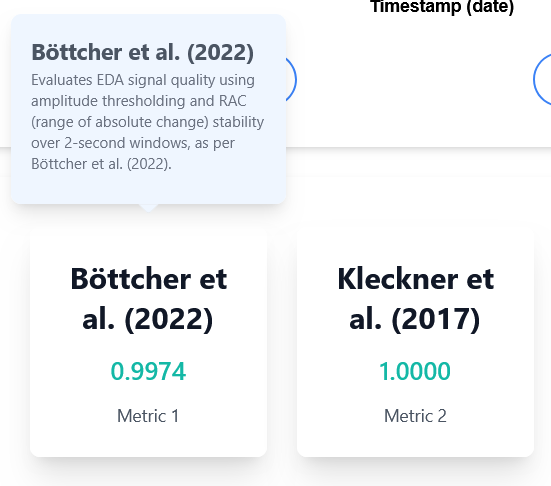 Timestamp (date)
Böttcher et al. (2022)
Evaluates EDA signal quality using
amplitude thresholding and RAC
(range of absolute change) stability
over 2-second windows, as per
Böttcher et al. (2022).
Böttcher et
al. (2022)
0.9974
Metric 1
Kleckner et
al. (2017)
1.0000
Metric 2